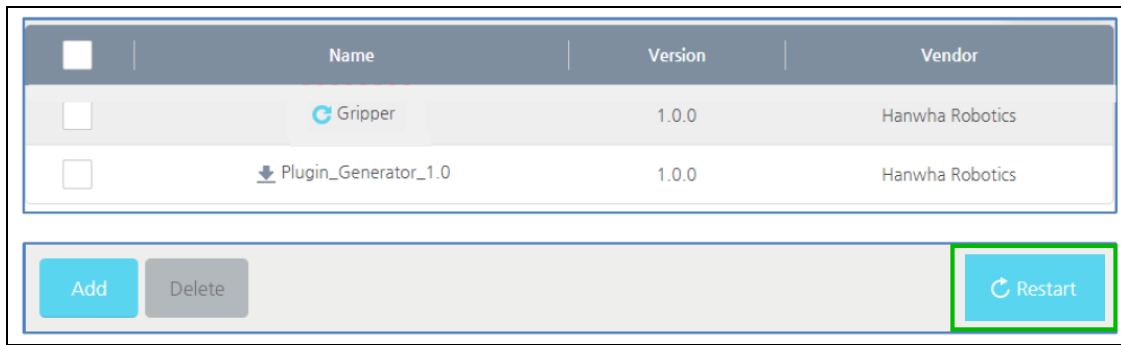 Name Version Vendor
Gripper 1.0.0 Hanwha Robotics
Plugin_Generator_1.0 1.0.0 Hanwha Robotics
Add Delete Restart